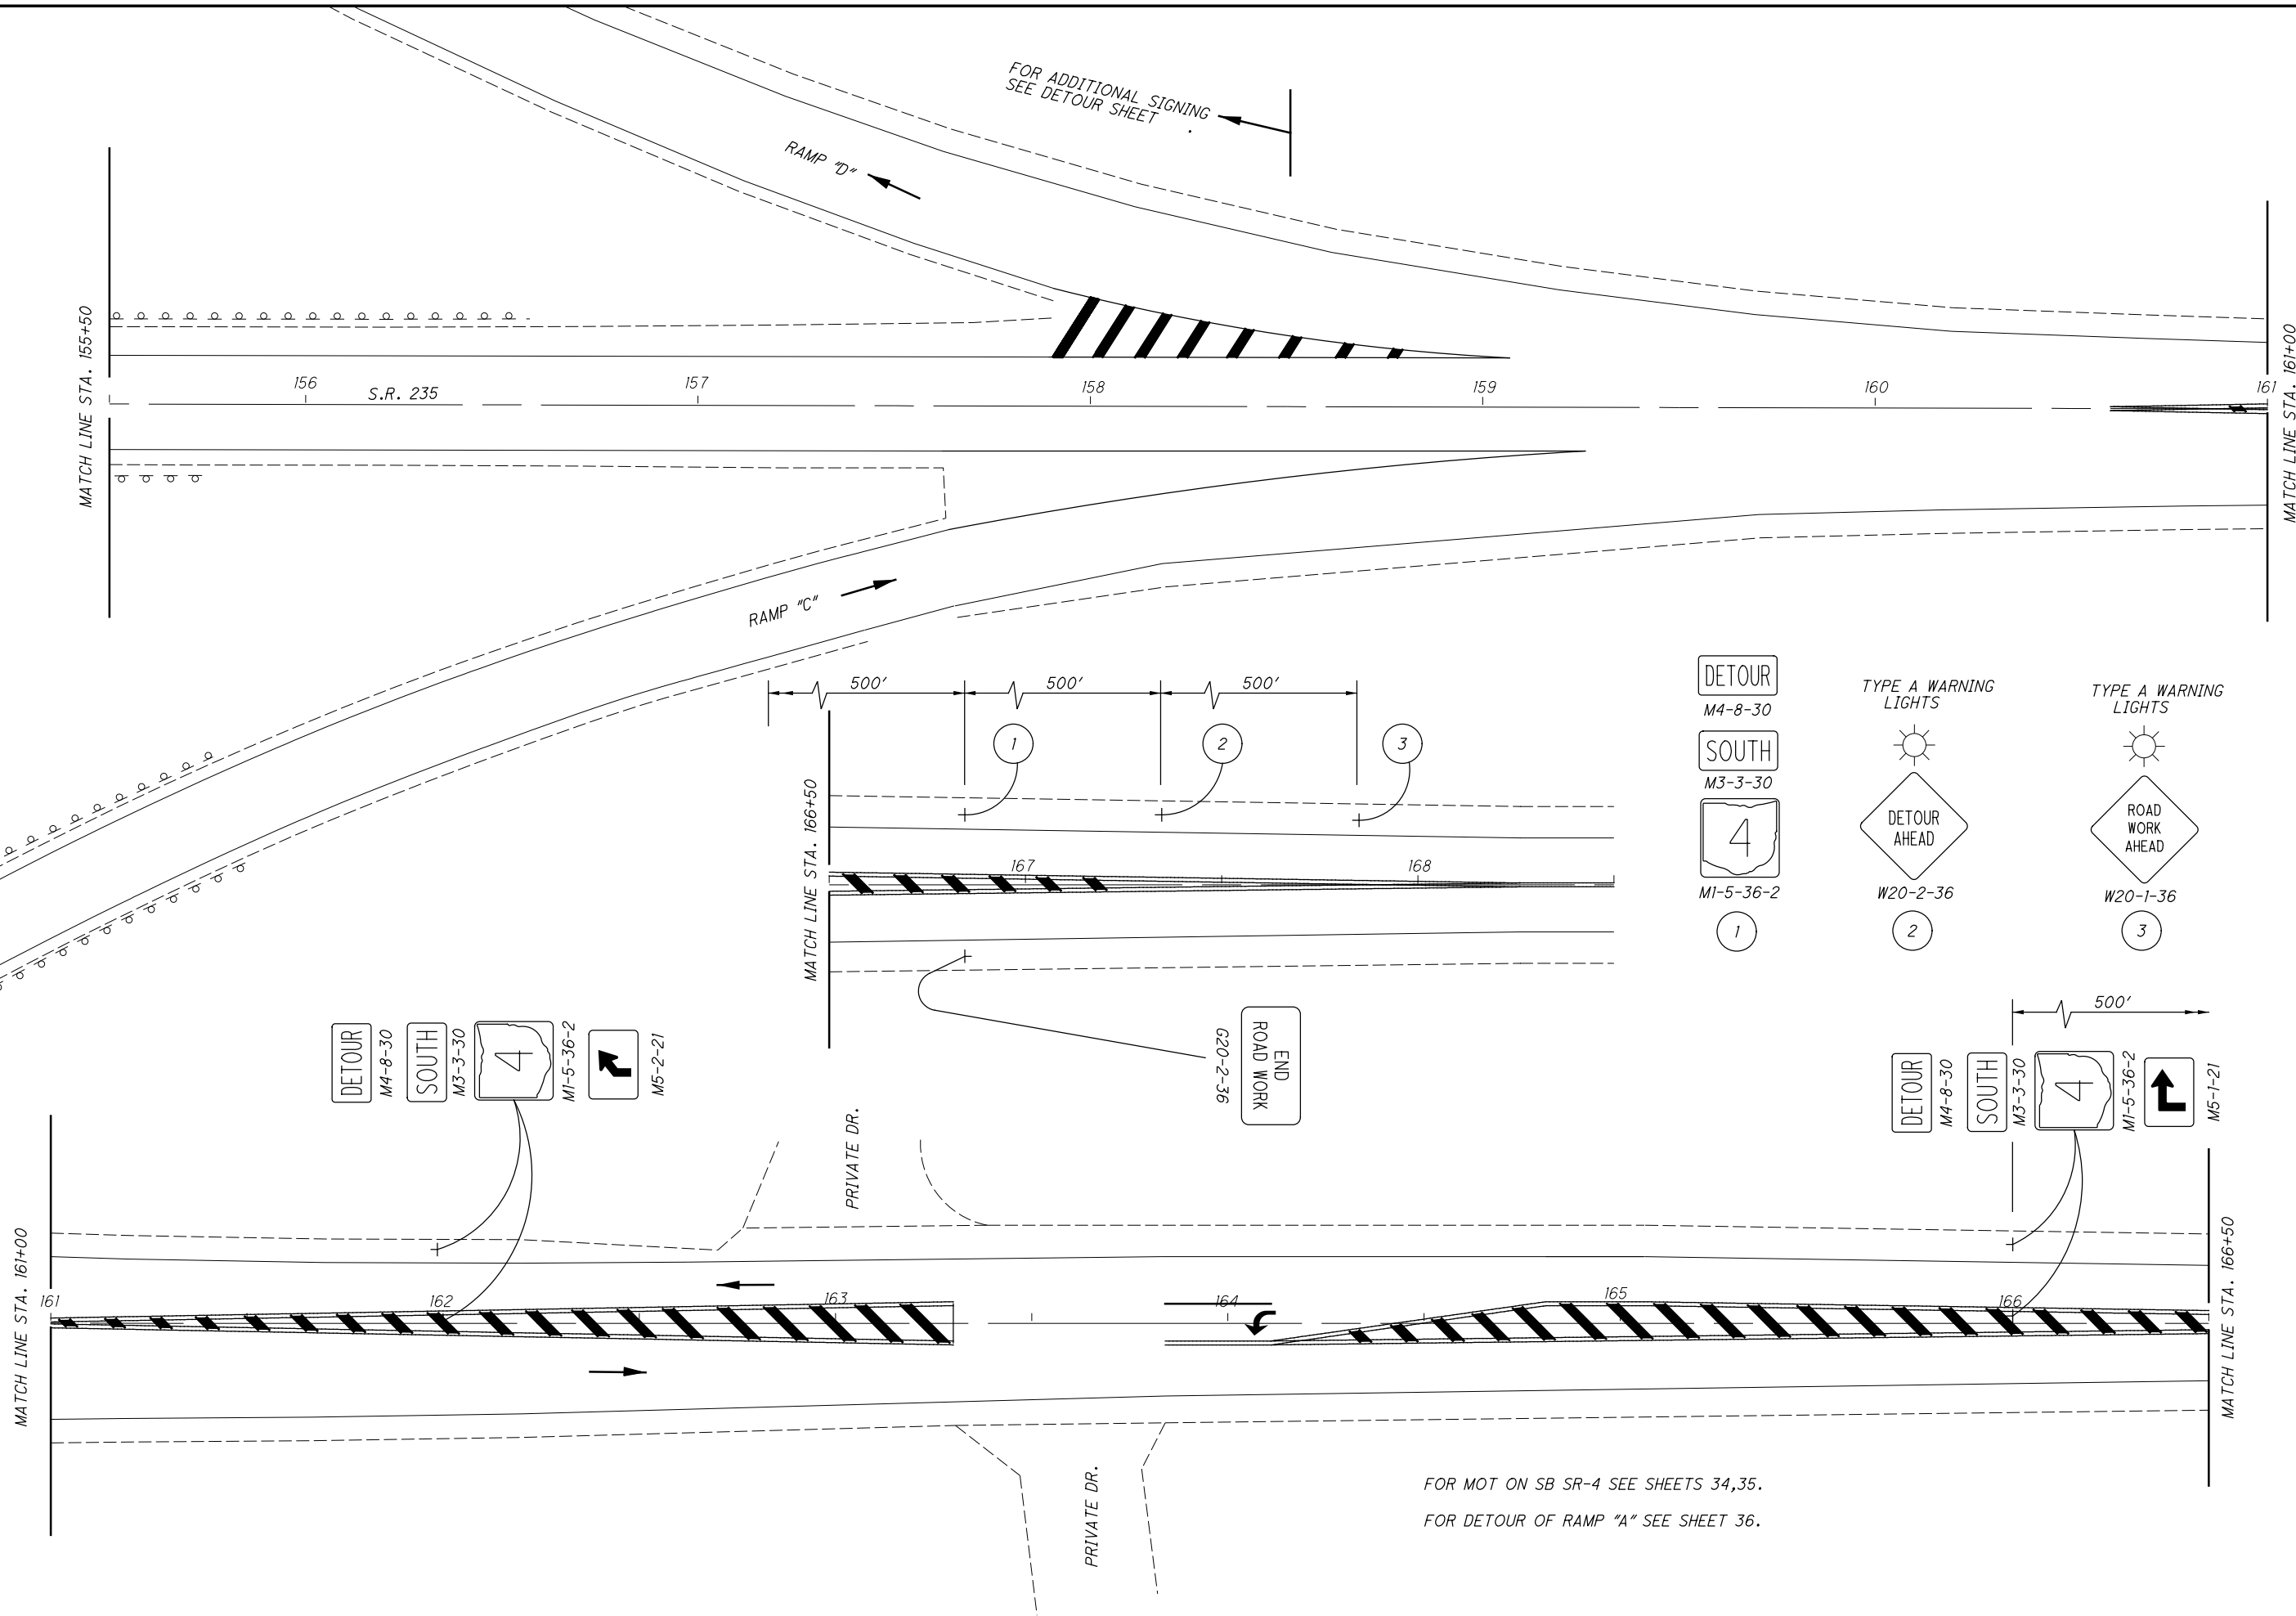 FOR ADDITIONAL SIGNING
SEE DETOUR SHEET .
RAMP "D"
MATCH LINE STA. 155+50
156
S.R. 235
157
158
159
160
161
MATCH LINE STA. 161+00
RAMP "C"
500'
500'
500'
1
2
3
MATCH LINE STA. 166+50
167
168
DETOUR
M4-8-30
SOUTH
M3-3-30
4
M1-5-36-2
1
TYPE A WARNING
LIGHTS
DETOUR
AHEAD
W20-2-36
2
TYPE A WARNING
LIGHTS
ROAD
WORK
AHEAD
W20-1-36
3
END
ROAD WORK
G20-2-36
DETOUR
M4-8-30
SOUTH
M3-3-30
4
M1-5-36-2
M5-2-21
500'
DETOUR
M4-8-30
SOUTH
M3-3-30
4
M1-5-36-2
M5-1-21
PRIVATE DR.
MATCH LINE STA. 161+00
161
162
163
164
165
166
MATCH LINE STA. 166+50
PRIVATE DR.
FOR MOT ON SB SR-4 SEE SHEETS 34,35.
FOR DETOUR OF RAMP "A" SEE SHEET 36.